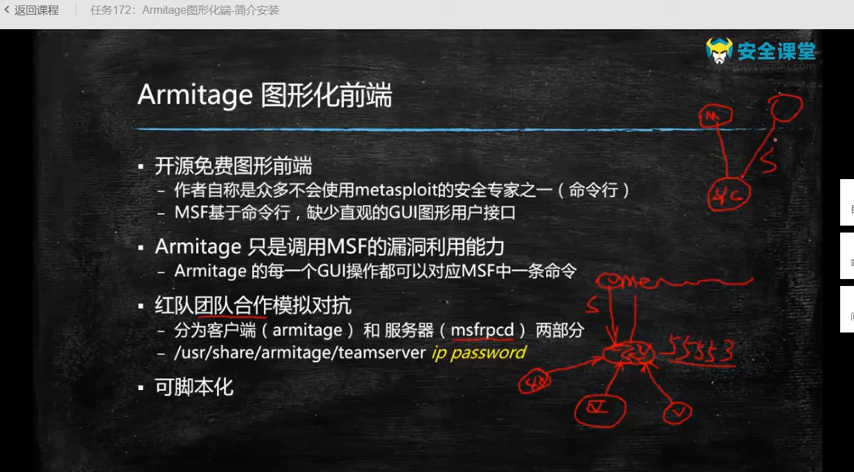 返回课程
任务172：Armitage图形化端-简介安装
安全课堂
Armitage 图形化前端
开源免费图形前端
– 作者自称是众多不会使用metasploit的安全专家之一（命令行）
– MSF基于命令行，缺少直观的GUI图形用户接口
Armitage 只是调用MSF的漏洞利用能力
– Armitage 的每一个GUI操作都可以对应MSF中一条命令
红队团队合作模拟对抗
– 分为客户端（armitage） 和 服务器（msfrpcd） 两部分
– /usr/share/armitage/teamserver ip password
可脚本化
M
S
S
55553